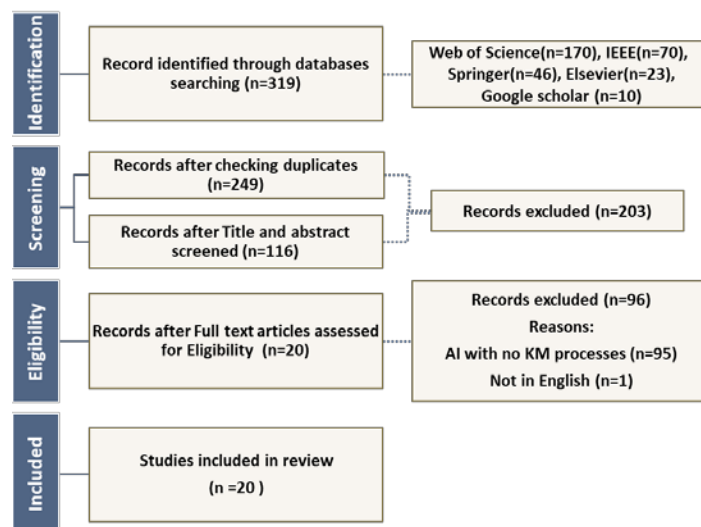 Identification
Record identified through databases
searching (n=319)
Web of Science(n=170), IEEE(n=70),
Springer(n=46), Elsevier(n=23),
Google scholar (n=10)
Screening
Records after checking duplicates
(n=249)
Records after Title and abstract
screened (n=116)
Records excluded (n=203)
Eligibility
Records after Full text articles assessed
for Eligibility (n=20)
Records excluded (n=96)
Reasons:
AI with no KM processes (n=95)
Not in English (n=1)
Included
Studies included in review
(n =20 )